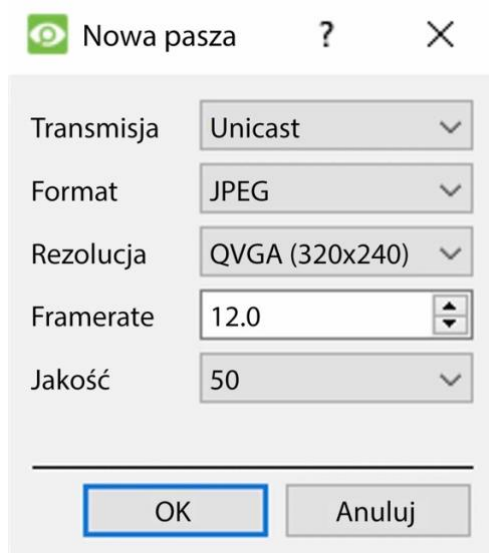 Nowa pasza ?
Transmisja Unicast
Format JPEG
Rezolucja QVGA (320x240)
Framerate 12.0
Jakość 50
OK Anuluj